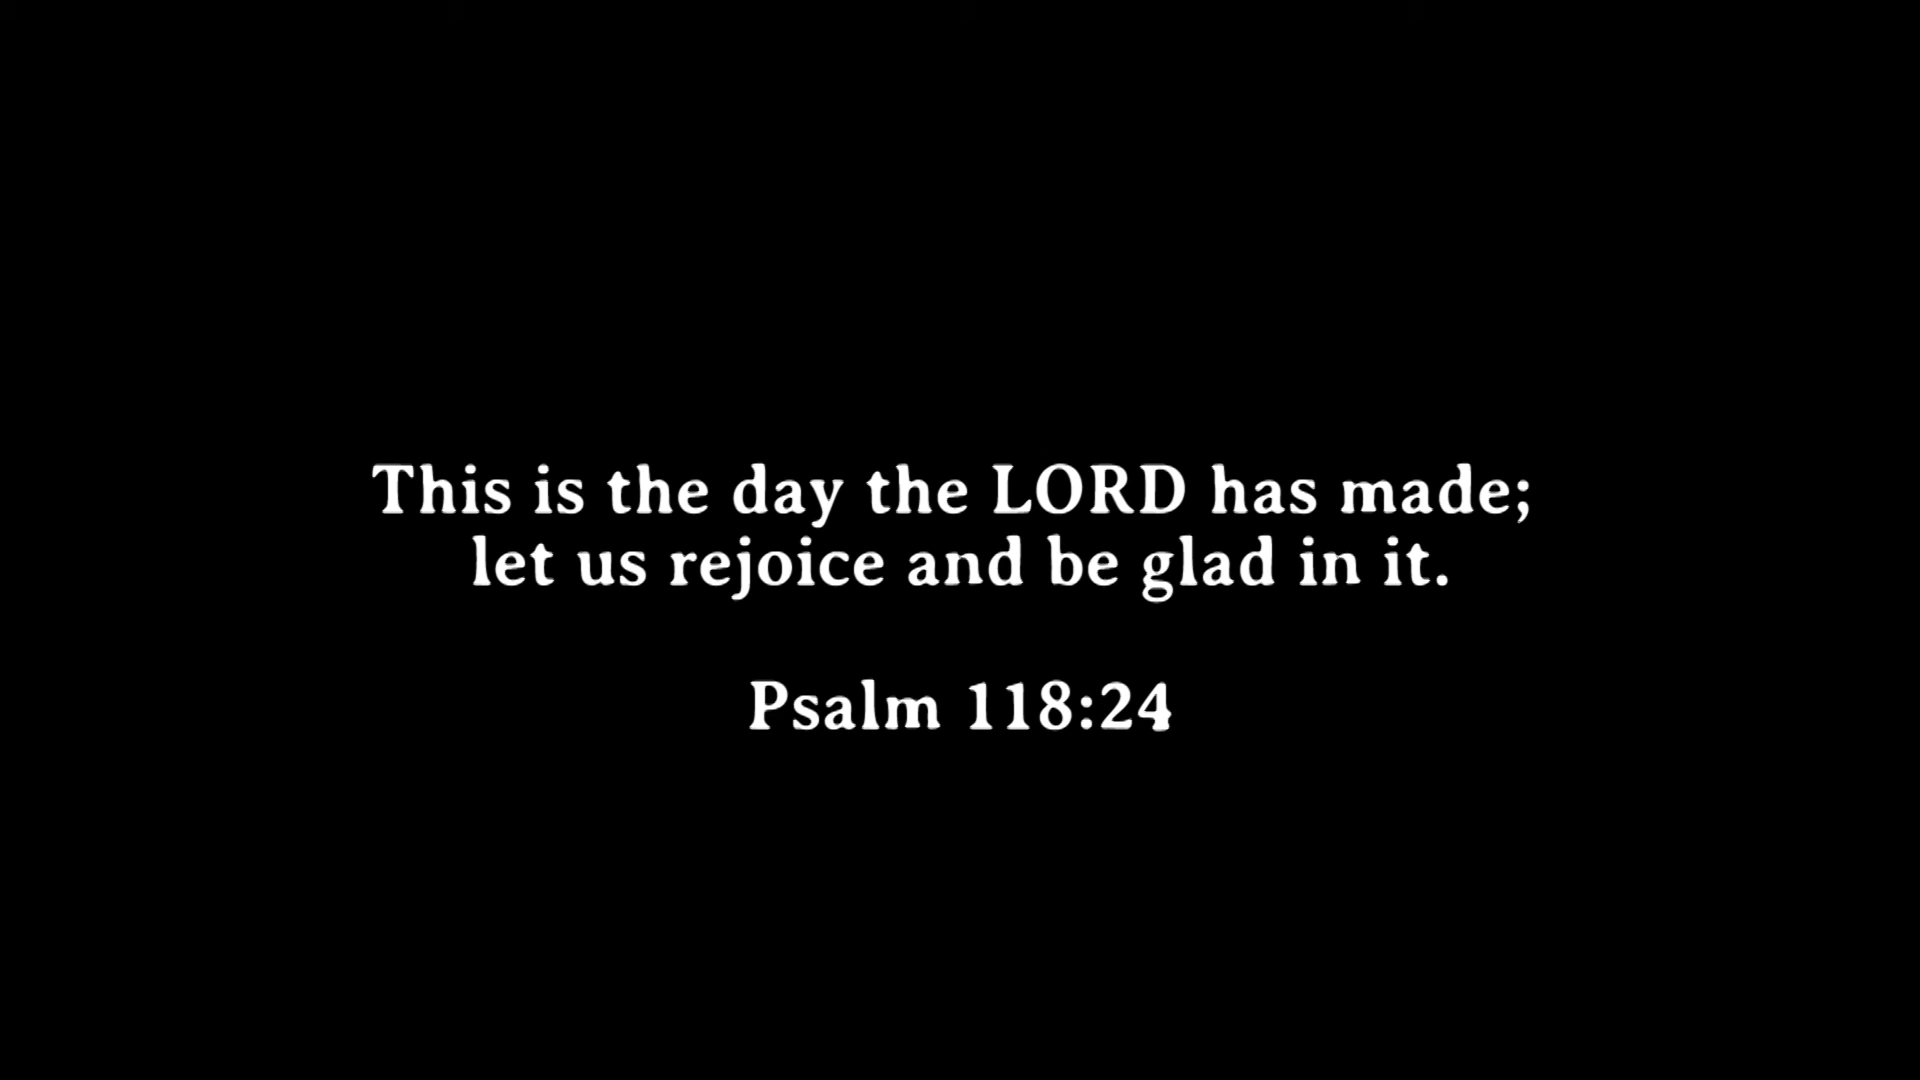 This is the day the LORD has made;
let us rejoice and be glad in it.
Psalm 118:24